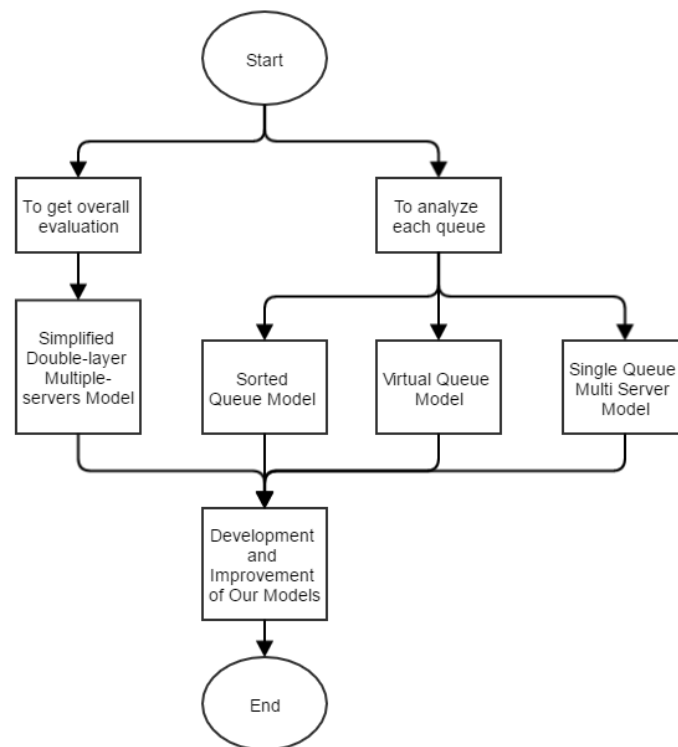 Start
To get overall
evaluation
To analyze
each queue
Simplified
Double-layer
Multiple-
servers Model
Sorted
Queue Model
Virtual Queue
Model
Single Queue
Multi Server
Model
Development
and
Improvement
of Our Models
End